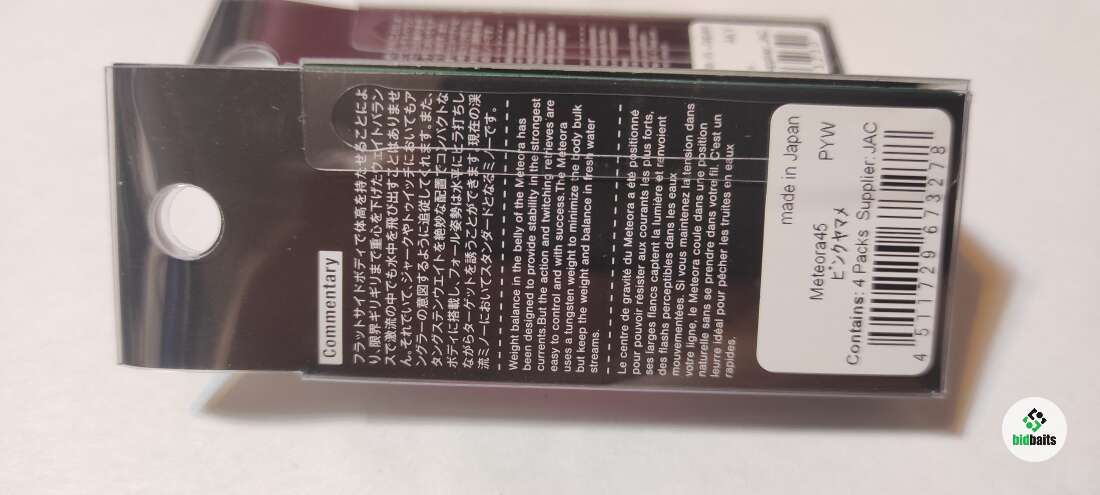 Commentary
フラットサイドボディで体高を持たせることによ
り、限界ギリギリまで重心を下げたウェイトバラン
スで激流の中でも水中を飛び出すことはありませ
ん。それでいて、ジャークやトゥイッチにおいてもア
ングラーの意図するように追従してくれます。また、
タングステンウエイトを絶妙な配置でコンパクトな
ボディに搭載し、フォール姿勢は水平にヒラ打ちし
ながらターゲットを誘うことができます。現在の渓
流ミノーにおいてスタンダードとなるミノーです。
Weight balance in the belly of the Meteora has
been designed to provide stability in the strongest
currents.But the action and twitching retrieves are
easy to control and with success.The Meteora
uses a tungsten weight to minimize the body bulk
but keep the weight and balance in fresh water
streams.
Le centre de gravité du Meteora a été positionné
pour pouvoir résister aux courants les plus forts,
ses larges flancs captent la lumière et renvoient
des flashs perceptibles dans les eaux
mouvementées. Si vous maintenez la tension dans
votre ligne, le Meteora coule dans une position
naturelle sans se prendre dans votre fil. C'est un
leurre idéal pour pêcher les truites en eaux
rapides.
made in Japan
Meteora45 PYW
ピンクヤマメ
Contains: 4 Packs Supplier:JAC
4 511729 673278
bidbaits